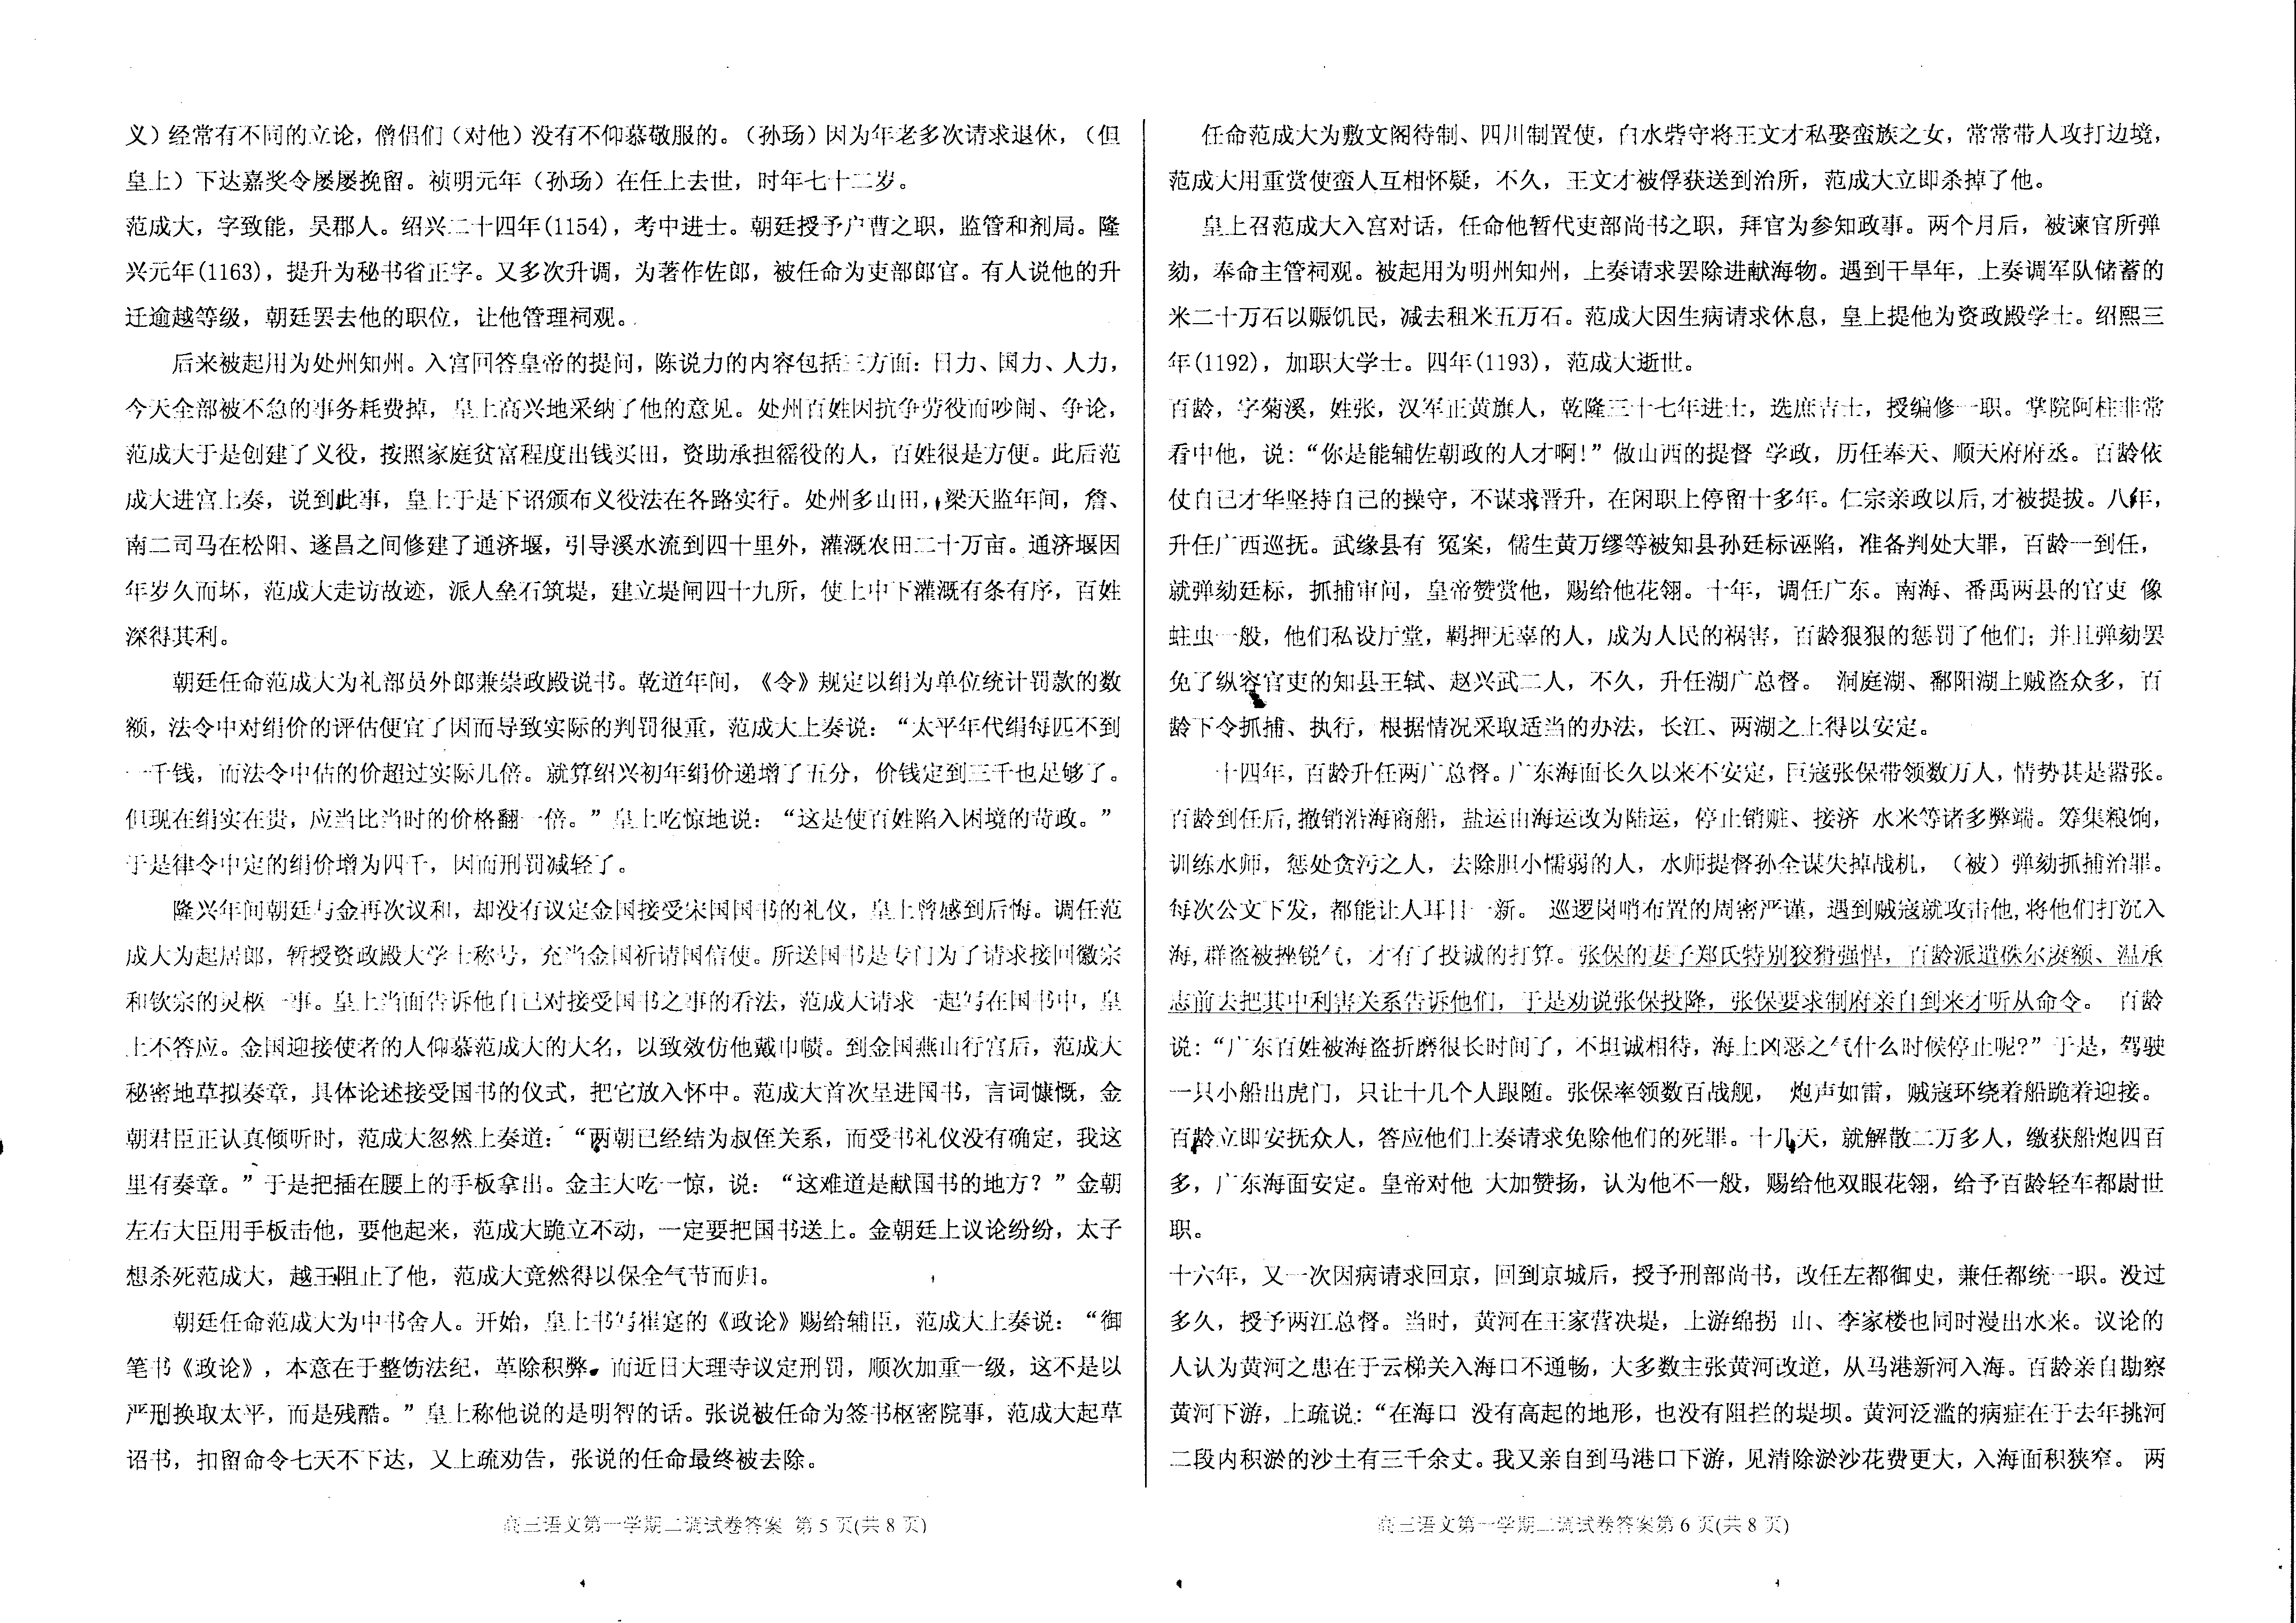 义）经常有不同的立论，僧侣们（对他）没有不仰慕敬服的。（孙玚）因为年老多次请求退休，（但
皇上）下达嘉奖令屡屡挽留。祯明元年（孙玚）在任上去世，时年七十二岁。
范成大，字致能，吴郡人。绍兴二十四年(1154)，考中进士。朝廷授予户曹之职，监管和剂局。隆
兴元年(1163)，提升为秘书省正字。又多次升调，为著作佐郎，被任命为吏部郎官。有人说他的升
迁逾越等级，朝廷罢去他的职位，让他管理祠观。
后来被起用为处州知州。入宫回答皇帝的提问，陈说力的内容包括三方面：日力、国力、人力，
今天全部被不急的事务耗费掉，皇上高兴地采纳了他的意见。处州百姓因抗争劳役而吵闹、争论，
范成大于是创建了义役，按照家庭贫富程度出钱买田，资助承担徭役的人，百姓很是方便。此后范
成大进宫上奏，说到此事，皇上于是下诏颁布义役法在各路实行。处州多山田，梁天监年间，詹、
南二司马在松阳、遂昌之间修建了通济堰，引导溪水流到四十里外，灌溉农田二十万亩。通济堰因
年岁久而坏，范成大走访故迹，派人垒石筑堤，建立堤闸四十九所，使上中下灌溉有条有序，百姓
深得其利。
朝廷任命范成大为礼部员外郎兼崇政殿说书。乾道年间，《令》规定以绢为单位统计罚款的数
额，法令中对绢价的评估便宜了因而导致实际的判罚很重，范成大上奏说：“太平年代绢每匹不到
一千钱，而法令中估的价超过实际几倍。就算绍兴初年绢价递增了五分，价钱定到三千也足够了。
但现在绢实在贵，应当比当时的价格翻一倍。”皇上吃惊地说：“这是使百姓陷入困境的苛政。”
于是律令中定的绢价增为四千，因而刑罚减轻了。
隆兴年间朝廷与金再次议和，却没有议定金国接受宋国国书的礼仪，皇上曾感到后悔。调任范
成大为起居郎，暂授资政殿大学士称号，充当金国祈请国信使。所送国书是专门为了请求接回徽宗
和钦宗的灵柩一事。皇上当面告诉他自己对接受国书之事的看法，范成大请求一起写在国书中，皇
上不答应。金国迎接使者的人仰慕范成大的大名，以致效仿他戴巾帻。到金国燕山行宫后，范成大
秘密地草拟奏章，具体论述接受国书的仪式，把它放入怀中。范成大首次呈进国书，言词慷慨，金
朝君臣正认真倾听时，范成大忽然上奏道：“两朝已经结为叔侄关系，而受书礼仪没有确定，我这
里有奏章。”于是把插在腰上的手板拿出。金主大吃一惊，说：“这难道是献国书的地方？”金朝
左右大臣用手板击他，要他起来，范成大跪立不动，一定要把国书送上。金朝廷上议论纷纷，太子
想杀死范成大，越王阻止了他，范成大竟然得以保全气节而归。
朝廷任命范成大为中书舍人。开始，皇上书写崔寔的《政论》赐给辅臣，范成大上奏说：“御
笔书《政论》，本意在于整饬法纪，革除积弊。而近日大理寺议定刑罚，顺次加重一级，这不是以
严刑换取太平，而是残酷。”皇上称他说的是明智的话。张说被任命为签书枢密院事，范成大起草
诏书，扣留命令七天不下达，又上疏劝告，张说的任命最终被去除。
高三语文第一学期二调试卷答案 第 5 页(共 8 页)
任命范成大为敷文阁待制、四川制置使，白水砦守将王文才私娶蛮族之女，常常带人攻打边境，
范成大用重赏使蛮人互相怀疑，不久，王文才被俘获送到治所，范成大立即杀掉了他。
皇上召范成大入宫对话，任命他暂代吏部尚书之职，拜官为参知政事。两个月后，被谏官所弹
劾，奉命主管祠观。被起用为明州知州，上奏请求罢除进献海物。遇到干旱年，上奏调军队储蓄的
米二十万石以赈饥民，减去租米五万石。范成大因生病请求休息，皇上提他为资政殿学士。绍熙三
年(1192)，加职大学士。四年(1193)，范成大逝世。
百龄，字菊溪，姓张，汉军正黄旗人，乾隆三十七年进士，选庶吉士，授编修一职。掌院阿桂非常
看中他，说：“你是能辅佐朝政的人才啊!”做山西的提督 学政，历任奉天、顺天府府丞。百龄依
仗自己才华坚持自己的操守，不谋求晋升，在闲职上停留十多年。仁宗亲政以后,才被提拔。八年，
升任广西巡抚。武缘县有 冤案，儒生黄万缪等被知县孙廷标诬陷，准备判处大罪，百龄一到任，
就弹劾廷标，抓捕审问，皇帝赞赏他，赐给他花翎。十年，调任广东。南海、番禺两县的官吏 像
蛀虫一般，他们私设厅堂，羁押无辜的人，成为人民的祸害，百龄狠狠的惩罚了他们；并且弹劾罢
免了纵容官吏的知县王轼、赵兴武二人，不久，升任湖广总督。 洞庭湖、鄱阳湖上贼盗众多，百
龄下令抓捕、执行，根据情况采取适当的办法，长江、两湖之上得以安定。
十四年，百龄升任两广总督。广东海面长久以来不安定，巨寇张保带领数万人，情势甚是嚣张。
百龄到任后,撤销沿海商船，盐运由海运改为陆运，停止销赃、接济 水米等诸多弊端。筹集粮饷，
训练水师，惩处贪污之人，去除胆小懦弱的人，水师提督孙全谋失掉战机，（被）弹劾抓捕治罪。
每次公文下发，都能让人耳目一新。 巡逻岗哨布置的周密严谨，遇到贼寇就攻击他,将他们打沉入
海,群盗被挫锐气，才有了投诚的打算。张保的妻子郑氏特别狡猾强悍，百龄派遣硃尔赓额、温承
志前去把其中利害关系告诉他们，于是劝说张保投降，张保要求制府亲自到来才听从命令。 百龄
说：“广东百姓被海盗折磨很长时间了，不坦诚相待，海上凶恶之气什么时候停止呢?”于是，驾驶
一只小船出虎门，只让十几个人跟随。张保率领数百战舰， 炮声如雷，贼寇环绕着船跪着迎接。
百龄立即安抚众人，答应他们上奏请求免除他们的死罪。十几天，就解散二万多人，缴获船炮四百
多，广东海面安定。皇帝对他 大加赞扬，认为他不一般，赐给他双眼花翎，给予百龄轻车都尉世
职。
十六年，又一次因病请求回京，回到京城后，授予刑部尚书，改任左都御史，兼任都统一职。没过
多久，授予两江总督。当时，黄河在王家营决堤，上游绵拐 山、李家楼也同时漫出水来。议论的
人认为黄河之患在于云梯关入海口不通畅，大多数主张黄河改道，从马港新河入海。百龄亲自勘察
黄河下游，上疏说：“在海口 没有高起的地形，也没有阻拦的堤坝。黄河泛滥的病症在于去年挑河
二段内积淤的沙土有三千余丈。我又亲自到马港口下游，见清除淤沙花费更大，入海面积狭窄。 两
高三语文第一学期二调试卷答案第 6 页(共 8 页)